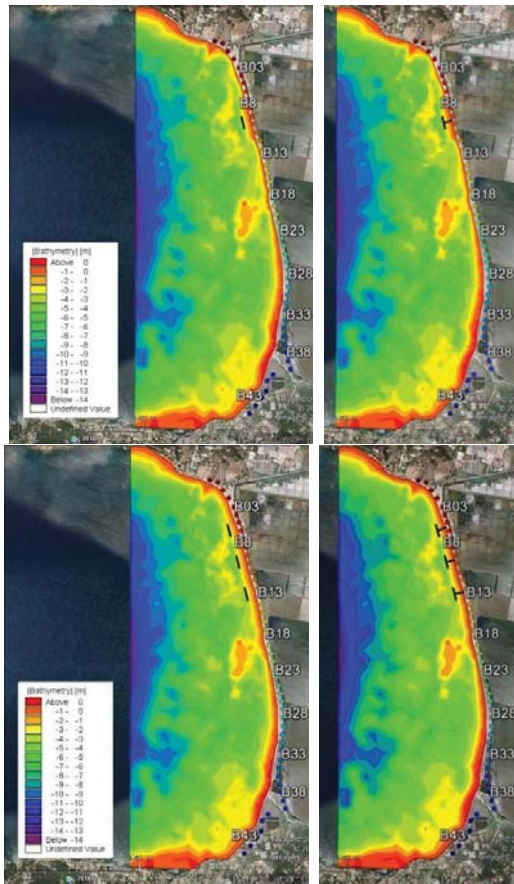 B03
B8
B13
B18
B23
B28
B33
B38
B43
[Bathymetry] [m]
Above 0
-1 - 0
-2 - -1
-3 - -2
-4 - -3
-5 - -4
-6 - -5
-7 - -6
-8 - -7
-9 - -8
-10 - -9
-11 - -10
-12 - -11
-13 - -12
-14 - -13
Below -14
Undefined Value
B03
B8
B13
B18
B23
B28
B33
B38
B43
B03
B8
B13
B18
B23
B28
B33
B38
B43
[Bathymetry] [m]
Above 0
-1 - 0
-2 - -1
-3 - -2
-4 - -3
-5 - -4
-6 - -5
-7 - -6
-8 - -7
-9 - -8
-10 - -9
-11 - -10
-12 - -11
-13 - -12
-14 - -13
Below -14
Undefined Value
B03
B8
B13
B18
B23
B28
B33
B38
B43